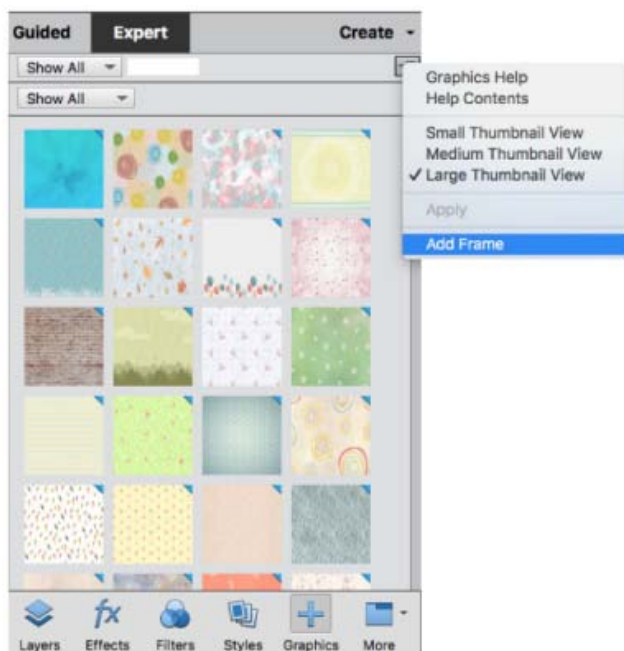 Guided Expert Create
Show All
Show All
Graphics Help
Help Contents
Small Thumbnail View
Medium Thumbnail View
✓ Large Thumbnail View
Apply
Add Frame
Layers Effects Filters Styles Graphics More